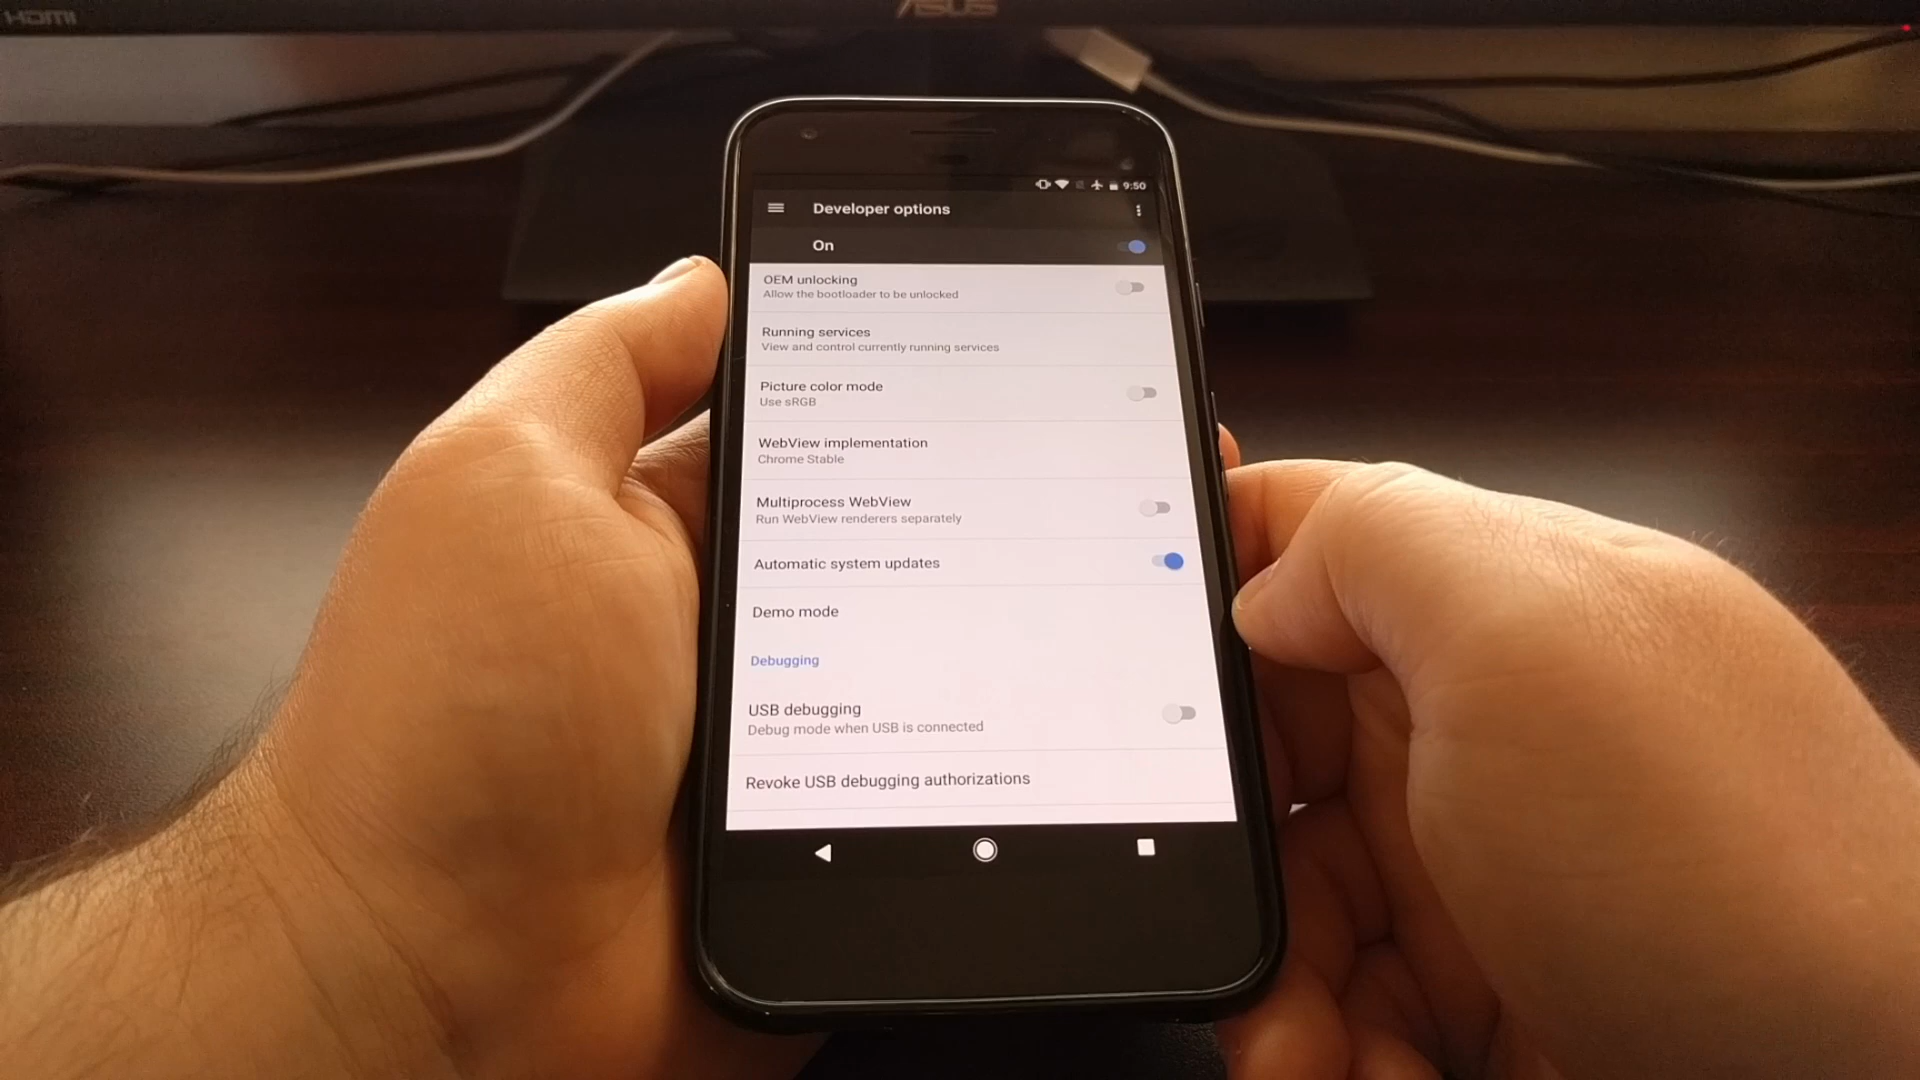 HDMI
ASUS
9:50
Developer options
On
OEM unlocking
Allow the bootloader to be unlocked
Running services
View and control currently running services
Picture color mode
Use sRGB
WebView implementation
Chrome Stable
Multiprocess WebView
Run WebView renderers separately
Automatic system updates
Demo mode
Debugging
USB debugging
Debug mode when USB is connected
Revoke USB debugging authorizations